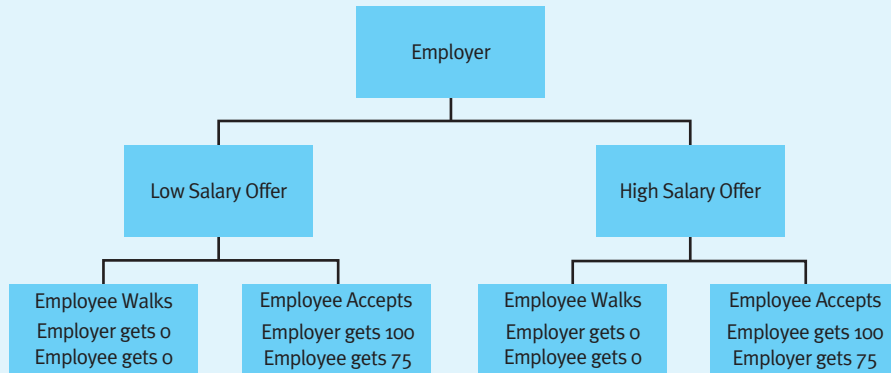 Employer
Low Salary Offer
High Salary Offer
Employee Walks
Employer gets 0
Employee gets 0
Employee Accepts
Employer gets 100
Employee gets 75
Employee Walks
Employer gets 0
Employee gets 0
Employee Accepts
Employee gets 100
Employer gets 75